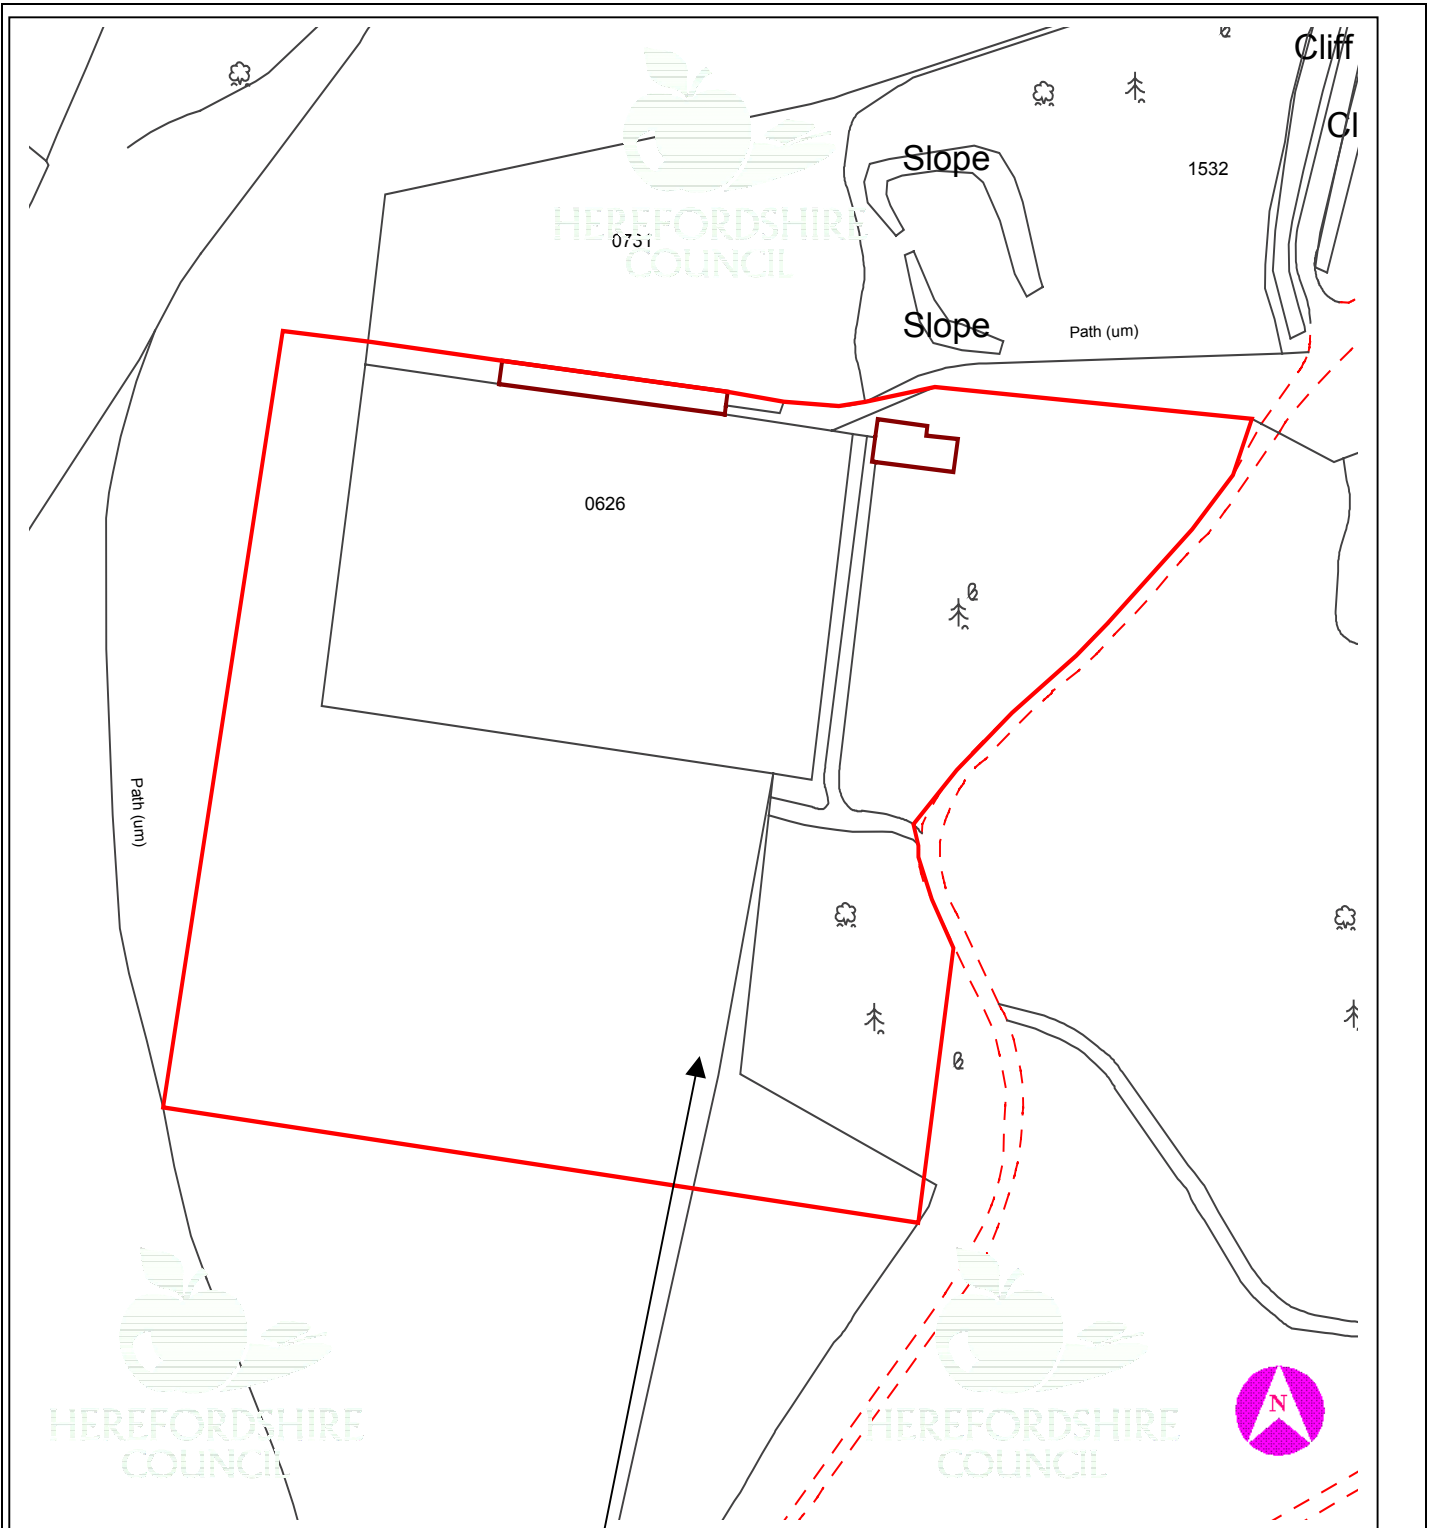 Cliff
Cl
Slope
1532
HEREFORDSHIRE
COUNCIL
0731
Slope
Path (um)
0626
Path (um)
HEREFORDSHIRE
COUNCIL
HEREFORDSHIRE
COUNCIL
N